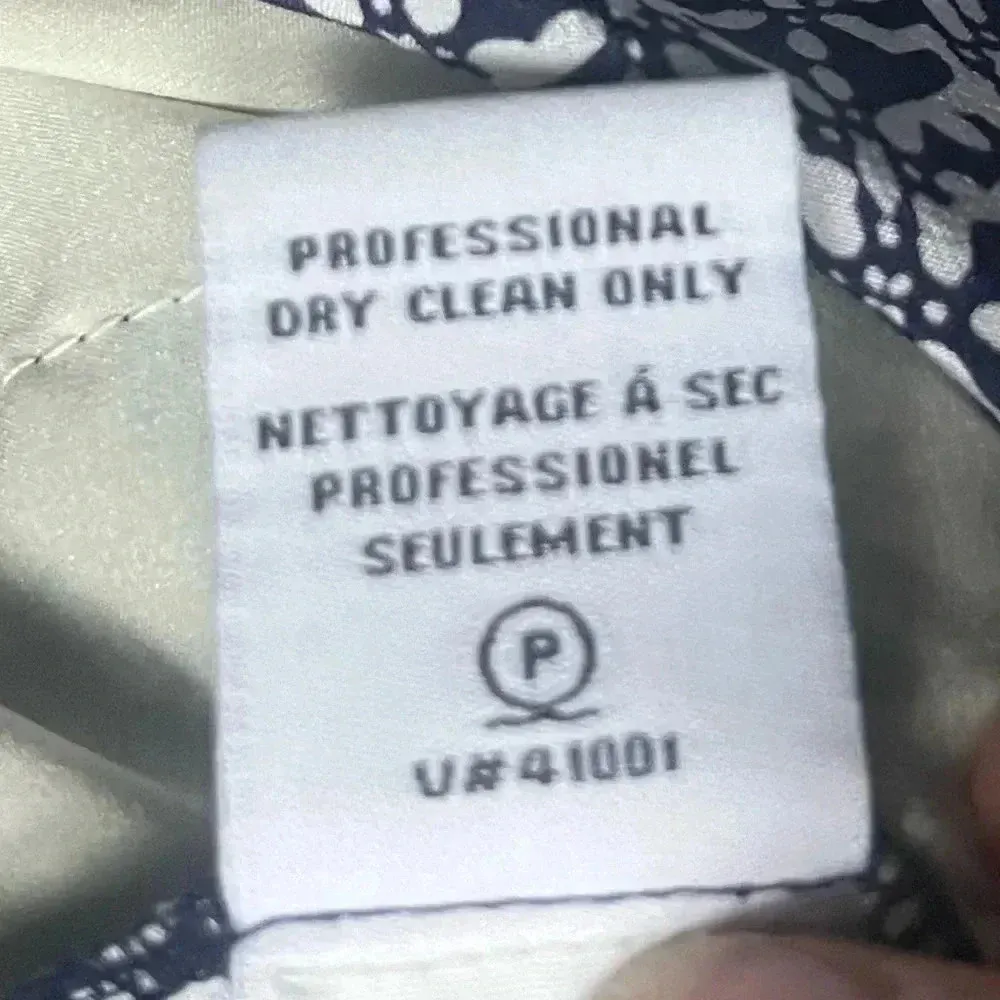 PROFESSIONAL
DRY CLEAN ONLY
NETTOYAGE Á SEC
PROFESSIONEL
SEULEMENT
P
V#41001